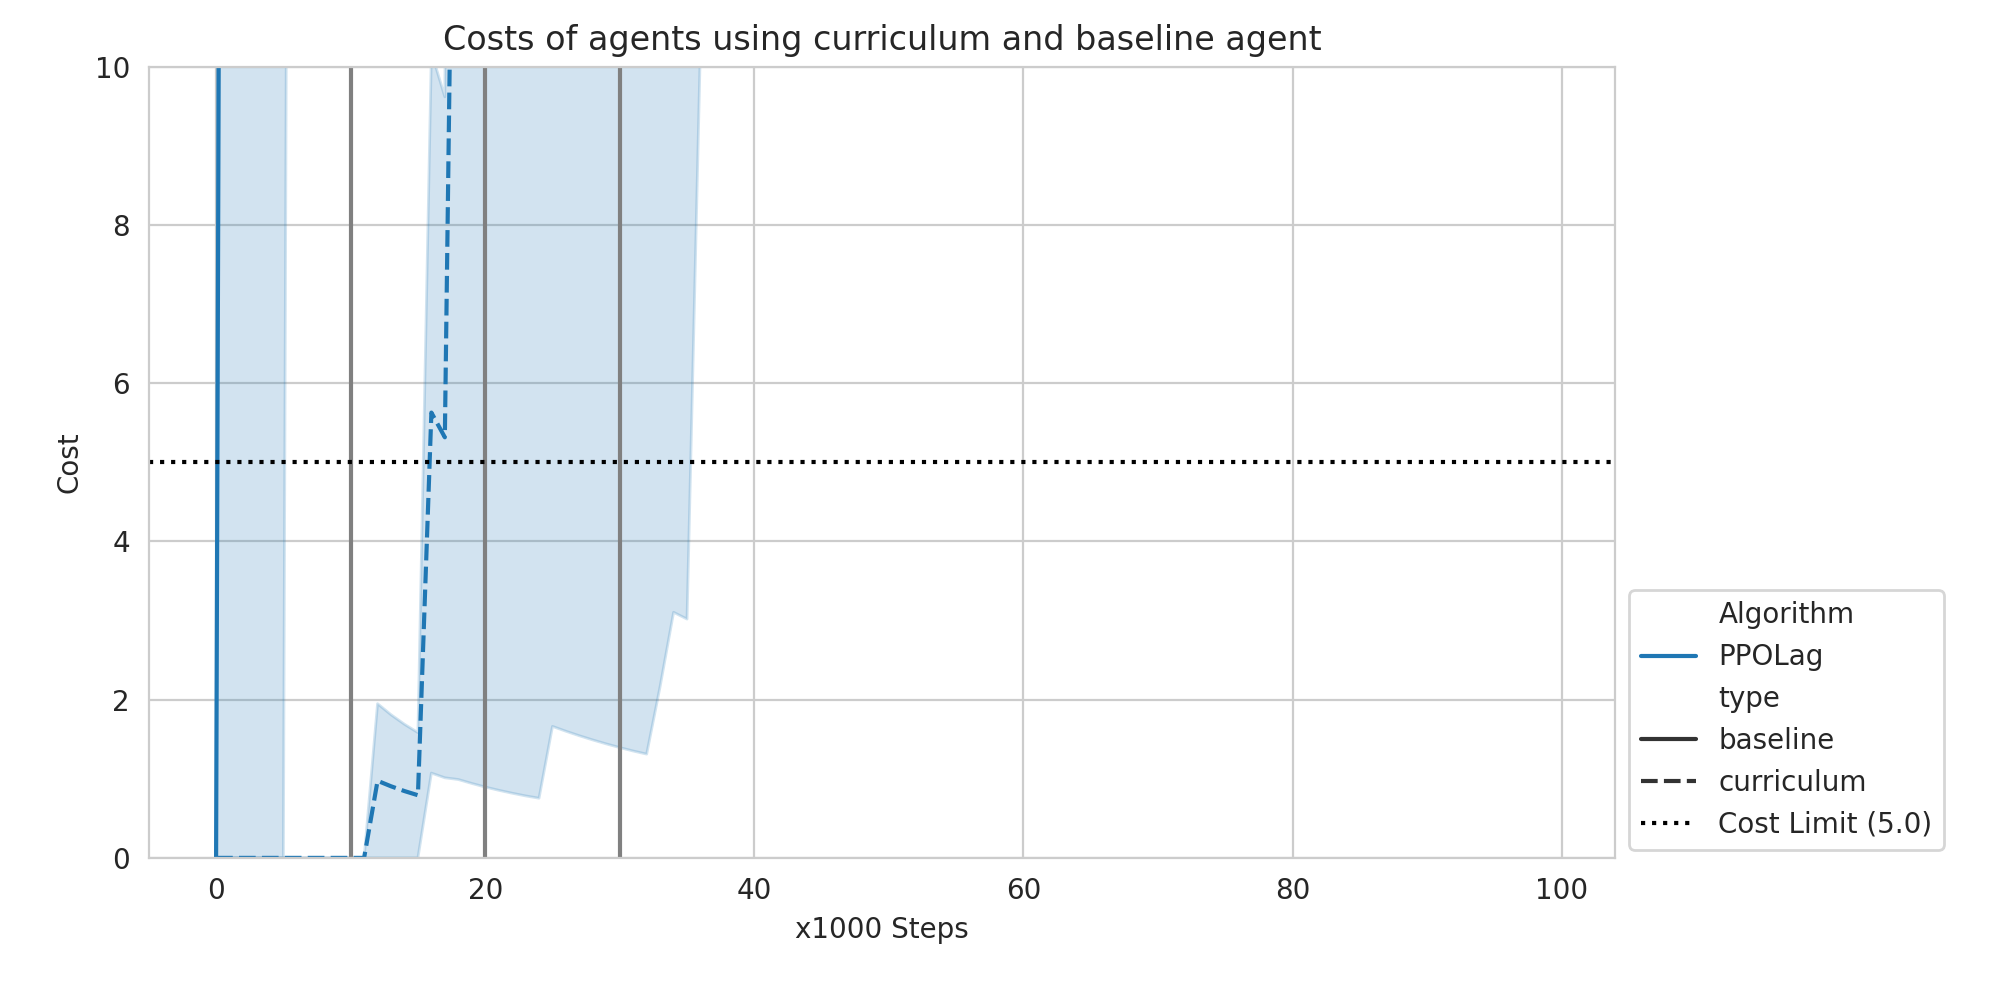 Costs of agents using curriculum and baseline agent
10
8
6
4
2
0
Cost
0 20 40 60 80 100
x1000 Steps
Algorithm
PPOLag
type
baseline
curriculum
Cost Limit (5.0)